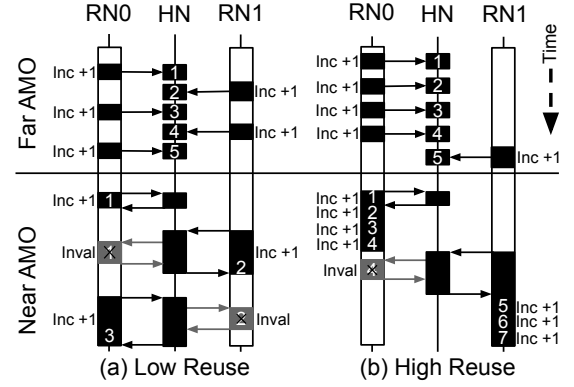 RN0 HN RN1 RN0 HN RN1
Time
Far AMO
Inc +1 1 Inc +1 1
2 Inc +1 Inc +1 2
Inc +1 3 Inc +1 3
4 Inc +1 Inc +1 4
Inc +1 5 5 Inc +1
Near AMO
Inc +1 1 Inc +1 1
Inc +1 2
Inc +1 3
Inc +1 4
Inval Inc +1 Inval
2
Inc +1 Inval 5 Inc +1
3 6 Inc +1
7 Inc +1
(a) Low Reuse (b) High Reuse